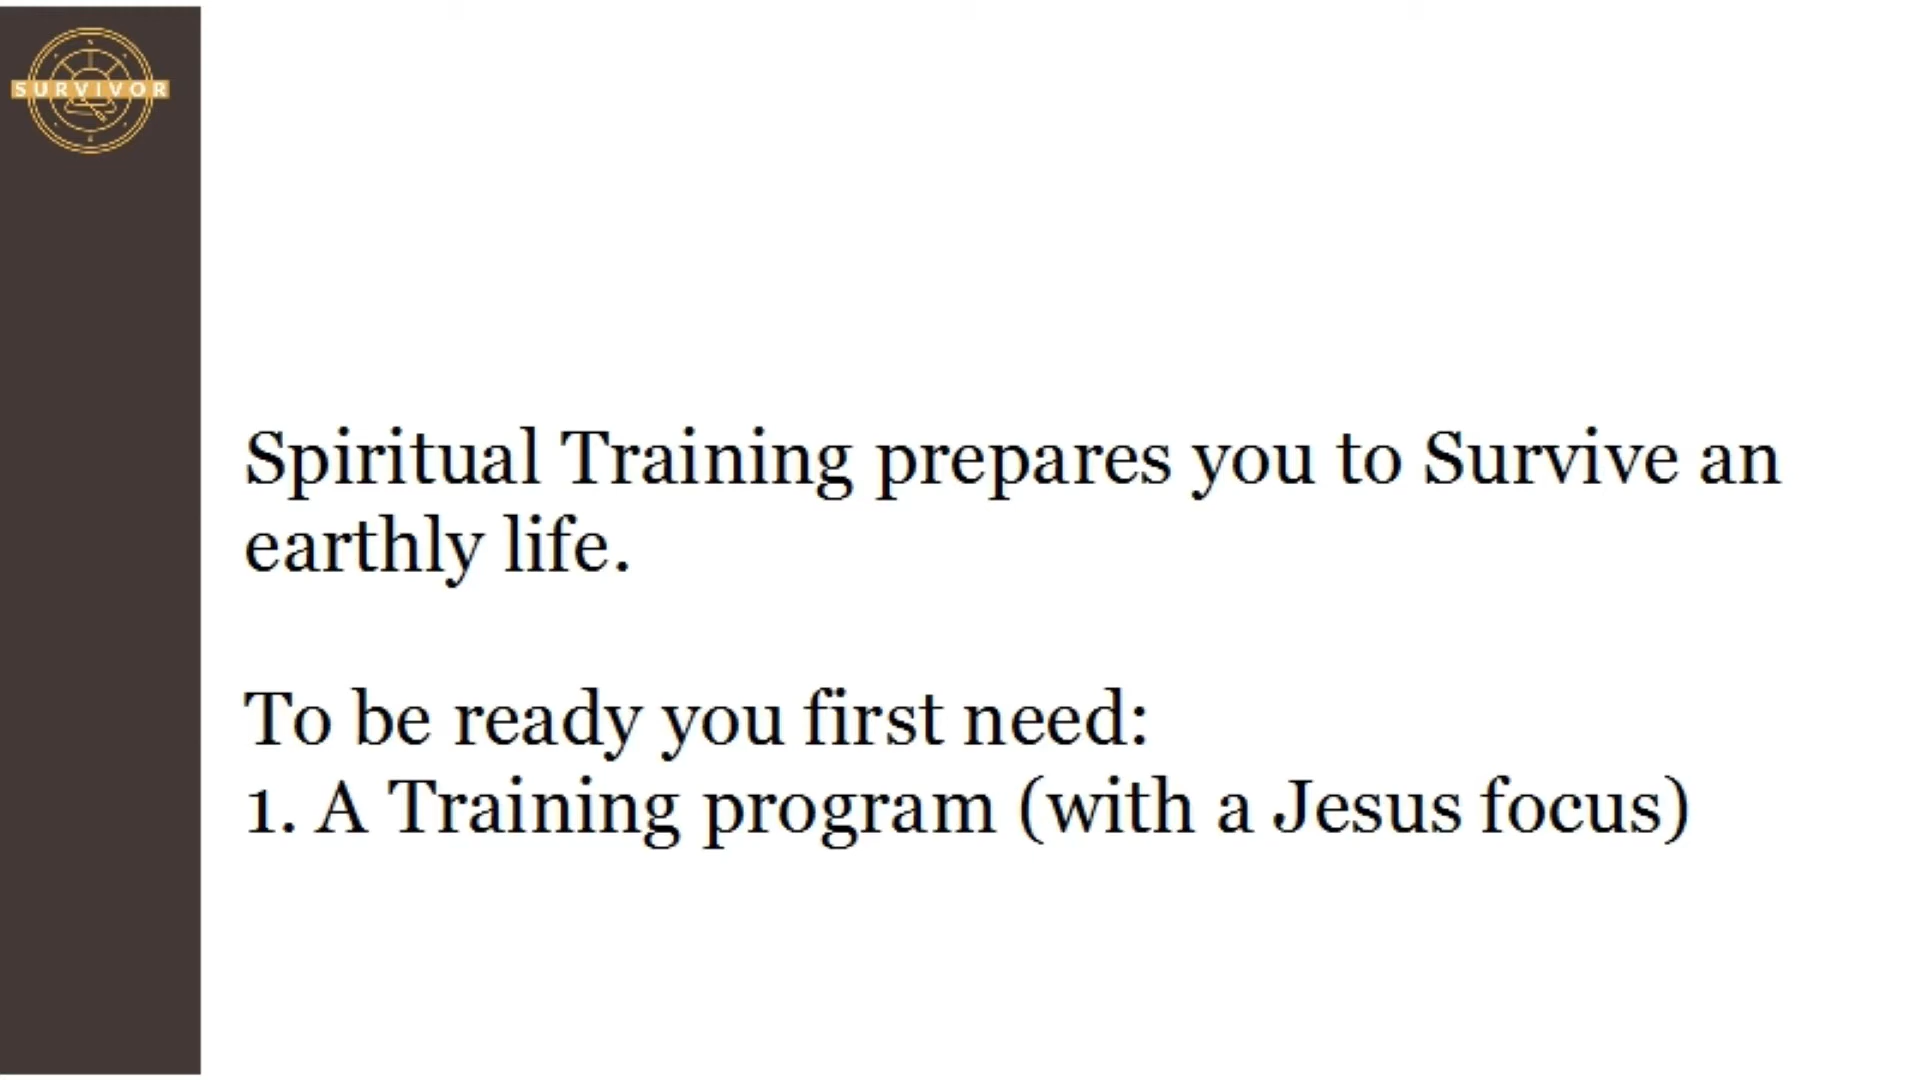 SURVIVOR
Spiritual Training prepares you to Survive an
earthly life.
To be ready you first need:
1. A Training program (with a Jesus focus)